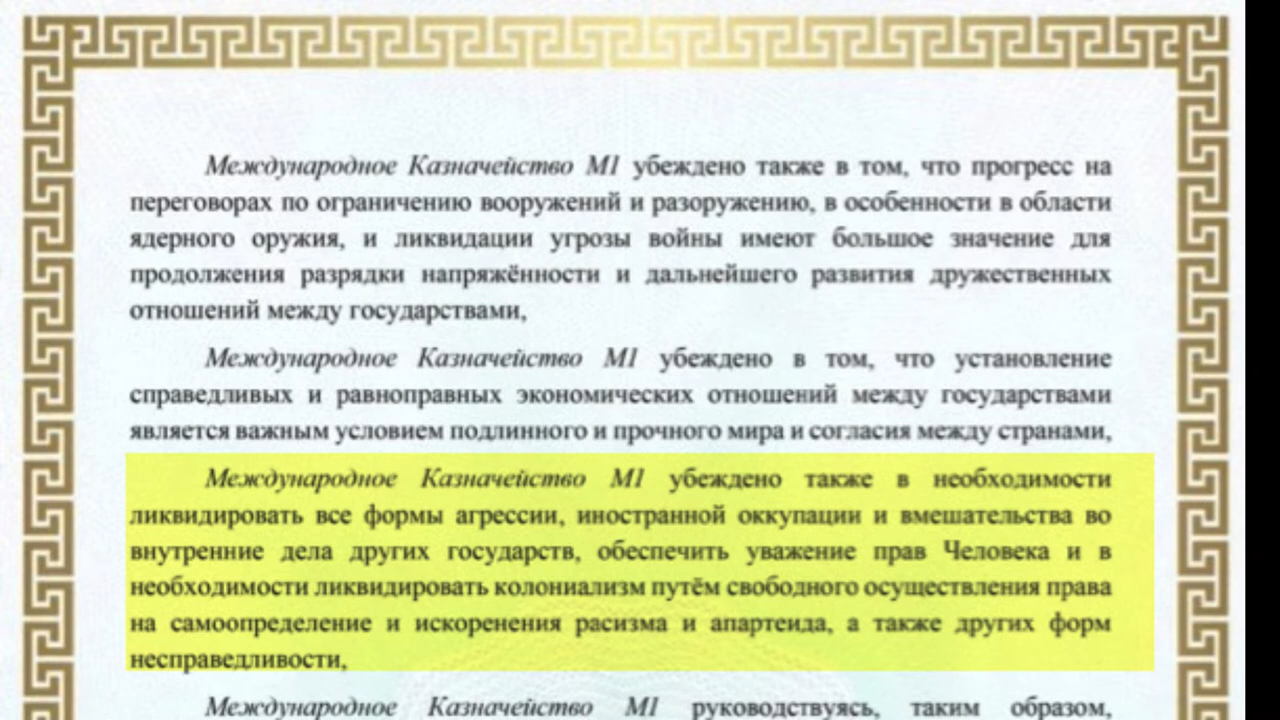 Международное Казначейство М1 убеждено также в том, что прогресс на
переговорах по ограничению вооружений и разоружению, в особенности в области
ядерного оружия, и ликвидации угрозы войны имеют большое значение для
продолжения разрядки напряжённости и дальнейшего развития дружественных
отношений между государствами,
Международное Казначейство М1 убеждено в том, что установление
справедливых и равноправных экономических отношений между государствами
является важным условием подлинного и прочного мира и согласия между странами,
Международное Казначейство М1 убеждено также в необходимости
ликвидировать все формы агрессии, иностранной оккупации и вмешательства во
внутренние дела других государств, обеспечить уважение прав Человека и в
необходимости ликвидировать колониализм путём свободного осуществления права
на самоопределение и искоренения расизма и апартеида, а также других форм
несправедливости,
Международное Казначейство М1 руководствуясь, таким образом,